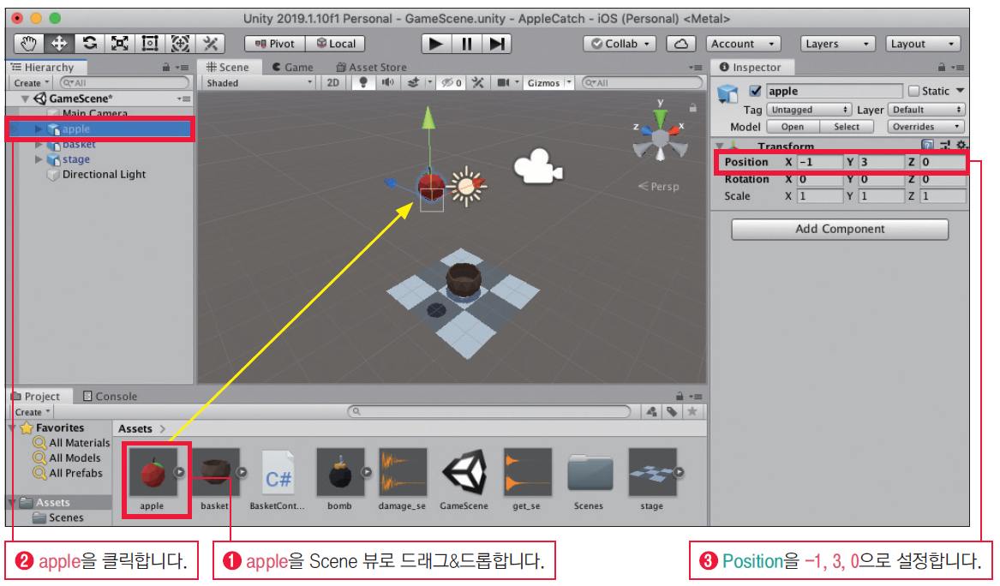 Unity 2019.1.10f1 Personal - GameScene.unity - AppleCatch - iOS (Personal) <Metal>
Pivot Local Collab Account Layers Layout
Hierarchy
Create All
GameScene*
Main Camera
apple
basket
stage
Directional Light
Scene Game Asset Store
Shaded 2D 0 Gizmos All
y
z x
Persp
Inspector
apple Static
Tag Untagged Layer Default
Model Open Select Overrides
Transform
Position X -1 Y 3 Z 0
Rotation X 0 Y 0 Z 0
Scale X 1 Y 1 Z 1
Add Component
Project Console
Create
Favorites
All Materials
All Models
All Prefabs
Assets
Scenes
Assets >
C#
apple basket BasketCont... bomb damage_se GameScene get_se Scenes stage
❷ apple을 클릭합니다.
❶ apple을 Scene 뷰로 드래그&드롭합니다.
❸ Position을 -1, 3, 0으로 설정합니다.